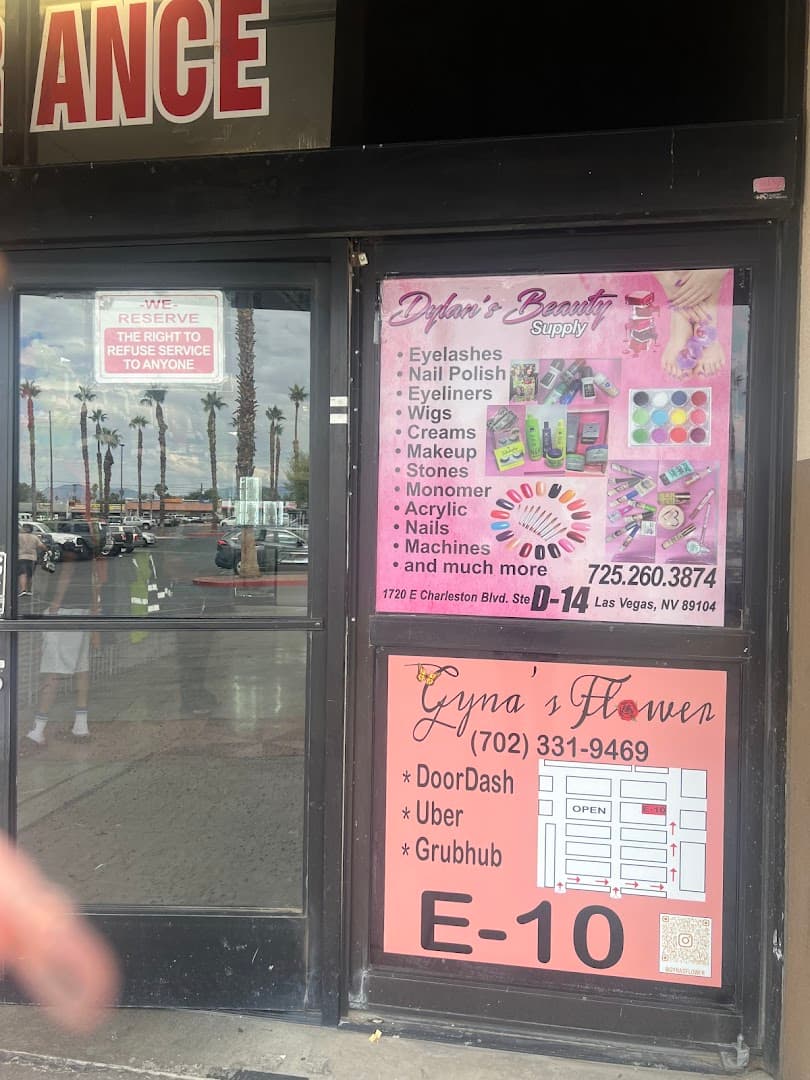 ANCE
-WE-
RESERVE
THE RIGHT TO
REFUSE SERVICE
TO ANYONE
Dylan's Beauty
Supply
• Eyelashes
• Nail Polish
• Eyeliners
• Wigs
• Creams
• Makeup
• Stones
• Monomer
• Acrylic
• Nails
• Machines
• and much more
725.260.3874
1720 E Charleston Blvd. Ste D-14 Las Vegas, NV 89104
Gyna's Flower
(702) 331-9469
* DoorDash
* Uber
* Grubhub
OPEN
E-10
E-10
@GYNASFLOWER